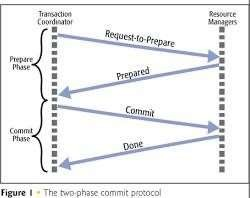 Transaction
Coordinator
Resource
Managers
Request-to-Prepare
Prepare
Phase
Prepared
Commit
Commit
Phase
Done
Figure 1 • The two-phase commit protocol